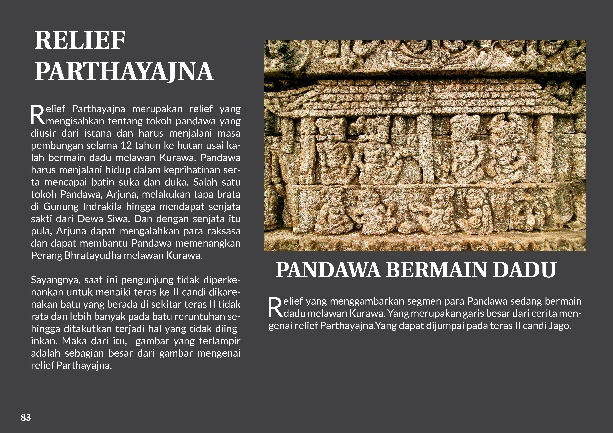 RELIEF
PARTHAYAJNA
Relief Parthayajna merupakan relief yang
mengisahkan tentang tokoh pandawa yang
diusir dari istana dan harus menjalani masa
pembungan selama 12 tahun ke hutan usai ka-
lah bermain dadu melawan Kurawa. Pandawa
harus menjalani hidup dalam keprihatinan ser-
ta mencapai batin suka dan duka. Salah satu
tokoh Pandawa, Arjuna, melakukan tapa brata
di Gunung Indrakila hingga mendapat senjata
sakti dari Dewa Siwa. Dan dengan senjata itu
pula, Arjuna dapat mengalahkan para raksasa
dan dapat membantu Pandawa memenangkan
Perang Bhratayudha melawan Kurawa.
Sayangnya, saat ini pengunjung tidak diperke-
nankan untuk menaiki teras ke II candi dikare-
nakan batu yang berada di sekitar teras II tidak
rata dan lebih banyak pada batu reruntuhan se-
hingga ditakutkan terjadi hal yang tidak diing
inkan. Maka dari itu, gambar yang terlampir
adalah sebagian besar dari gambar mengenai
relief Parthayajna.
PANDAWA BERMAIN DADU
Relief yang menggambarkan segmen para Pandawa sedang bermain
dadu melawan Kurawa. Yang merupakan garis besar dari cerita men-
genai relief Parthayajna.Yang dapat dijumpai pada teras II candi Jago.
83